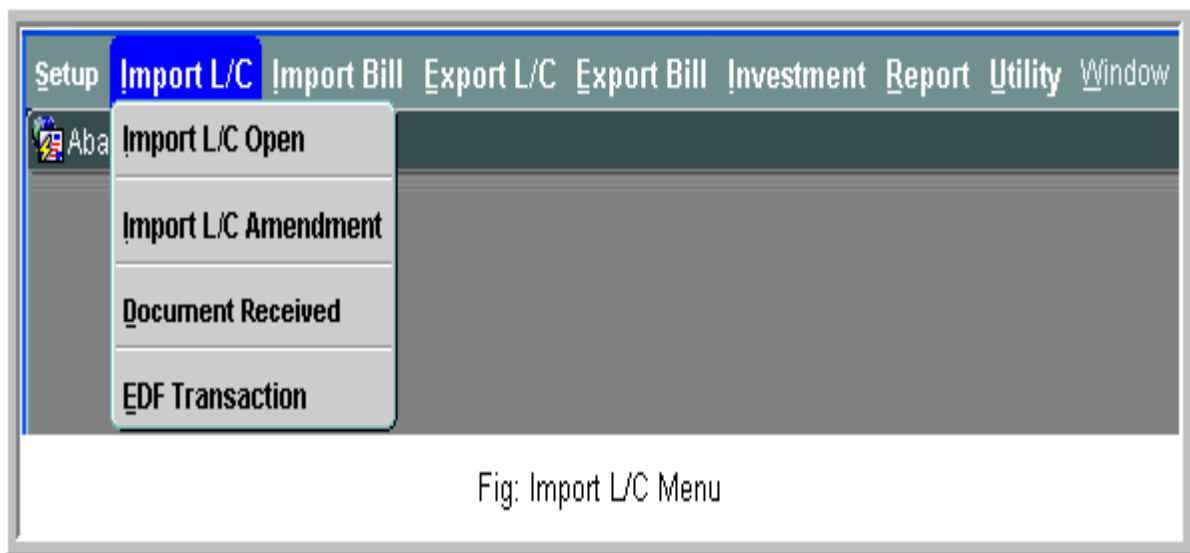 Setup Import L/C Import Bill Export L/C Export Bill Investment Report Utility Window
Aba
Import L/C Open
Import L/C Amendment
Document Received
EDF Transaction
Fig: Import L/C Menu